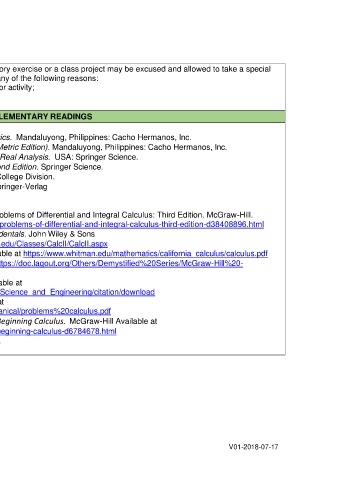 ory exercise or a class project may be excused and allowed to take a special
any of the following reasons:
or activity;
LEMENTARY READINGS
ics. Mandaluyong, Philippines: Cacho Hermanos, Inc.
Metric Edition). Mandaluyong, Philippines: Cacho Hermanos, Inc.
Real Analysis. USA: Springer Science.
ond Edition. Springer Science.
College Division.
pringer-Verlag
oblems of Differential and Integral Calculus: Third Edition. McGraw-Hill.
problems-of-differential-and-integral-calculus-third-edition-d38408896.html
dentals. John Wiley & Sons
.edu/Classes/CalcII/CalcII.aspx
able at https://www.whitman.edu/mathematics/california_calculus/calculus.pdf
ttps://doc.lagout.org/Others/Demystified%20Series/McGraw-Hill%20-
able at
Science_and_Engineering/citation/download
at
anical/problems%20calculus.pdf
Beginning Calculus. McGraw-Hill Available at
beginning-calculus-d6784678.html
V01-2018-07-17